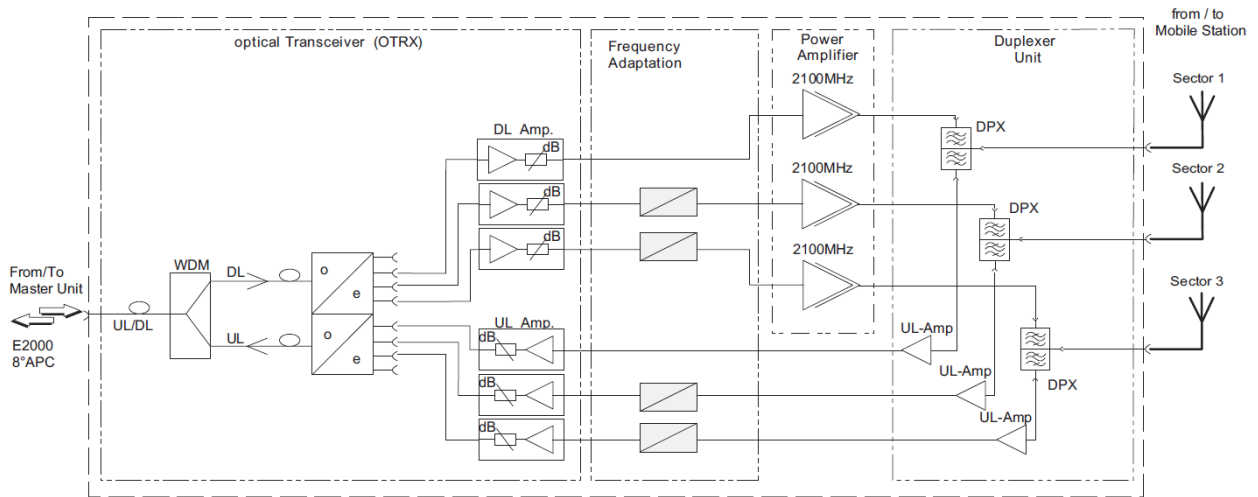 from / to
Mobile Station
optical Transceiver (OTRX)
Frequency
Adaptation
Power
Amplifier
Duplexer
Unit
2100MHz
Sector 1
DL Amp.
dB
DPX
2100MHz
Sector 2
dB
DPX
2100MHz
dB
From/To
Master Unit
WDM
DL
o
e
Sector 3
UL/DL
E2000
8°APC
UL
o
e
UL Amp.
dB
UL-Amp
DPX
dB
UL-Amp
dB
UL-Amp